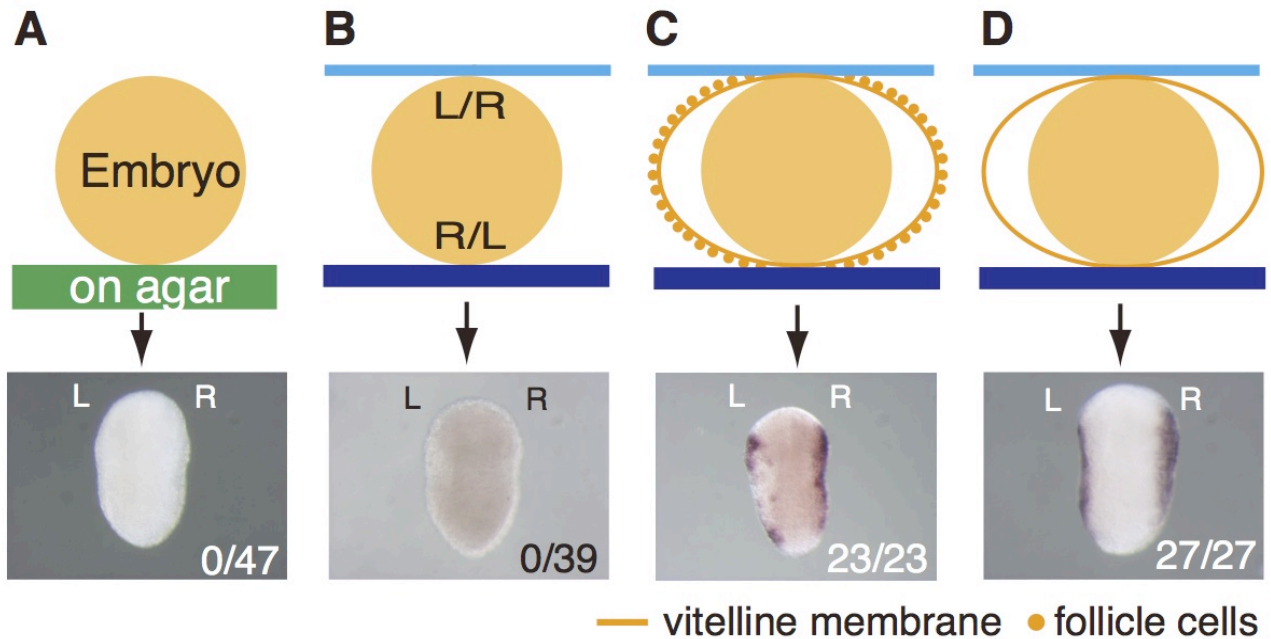 A
B
C
D
Embryo
L/R
R/L
on agar
L R
L R
L R
L R
0/47
0/39
23/23
27/27
vitelline membrane
follicle cells